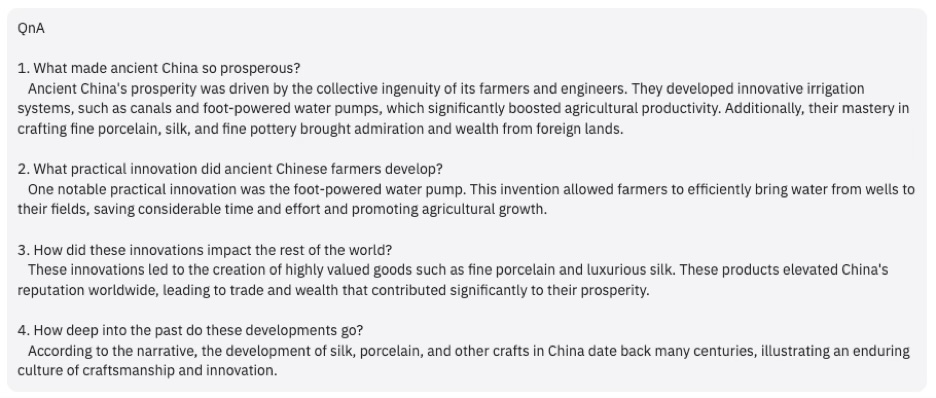 QnA
1. What made ancient China so prosperous?
Ancient China's prosperity was driven by the collective ingenuity of its farmers and engineers. They developed innovative irrigation
systems, such as canals and foot-powered water pumps, which significantly boosted agricultural productivity. Additionally, their mastery in
crafting fine porcelain, silk, and fine pottery brought admiration and wealth from foreign lands.
2. What practical innovation did ancient Chinese farmers develop?
One notable practical innovation was the foot-powered water pump. This invention allowed farmers to efficiently bring water from wells to
their fields, saving considerable time and effort and promoting agricultural growth.
3. How did these innovations impact the rest of the world?
These innovations led to the creation of highly valued goods such as fine porcelain and luxurious silk. These products elevated China's
reputation worldwide, leading to trade and wealth that contributed significantly to their prosperity.
4. How deep into the past do these developments go?
According to the narrative, the development of silk, porcelain, and other crafts in China date back many centuries, illustrating an enduring
culture of craftsmanship and innovation.